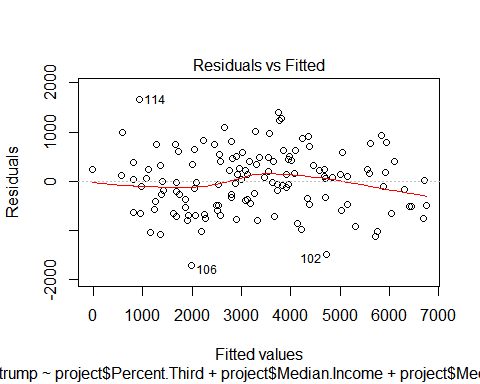 Residuals vs Fitted
Residuals
2000
1000
0
-2000
114
106
102
0 1000 2000 3000 4000 5000 6000 7000
Fitted values
trump ~ project$Percent.Third + project$Median.Income + project$Me